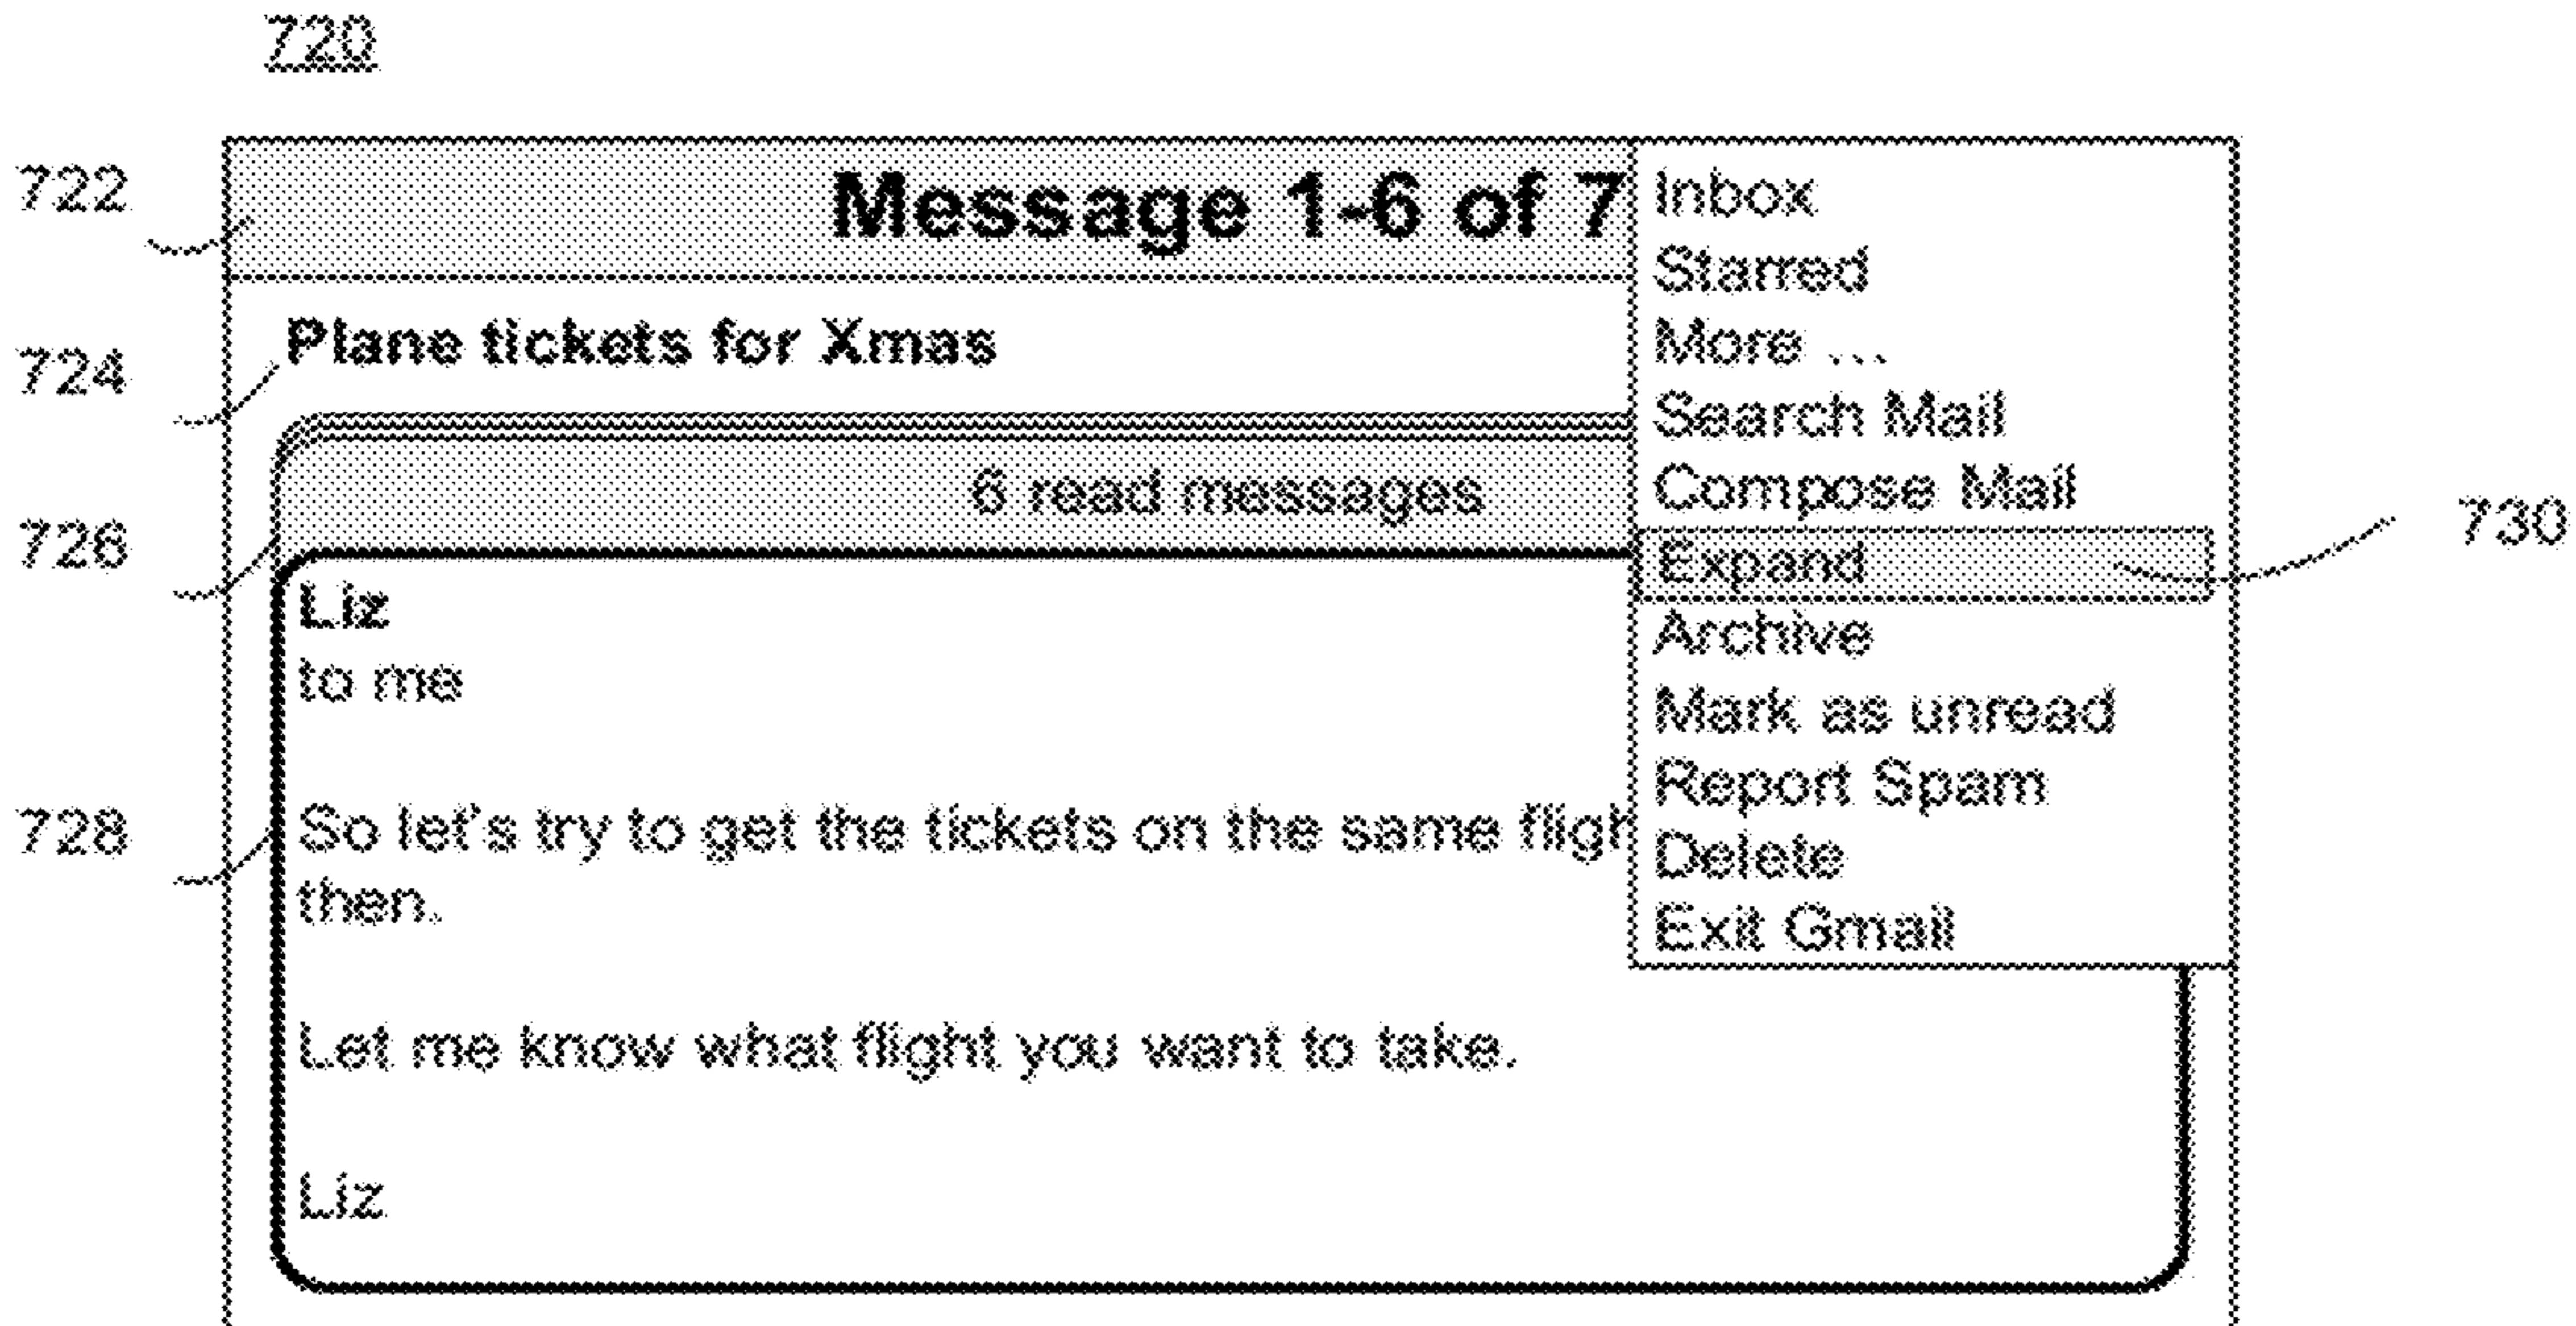 720
722
Message 1-6 of 7
724
Plane tickets for Xmas
726
6 read messages
Liz
to me
728
So let's try to get the tickets on the same fligh
then.
Let me know what flight you want to take.
Liz
Inbox
Starred
More ...
Search Mail
Compose Mail
Expand
730
Archive
Mark as unread
Report Spam
Delete
Exit Gmail